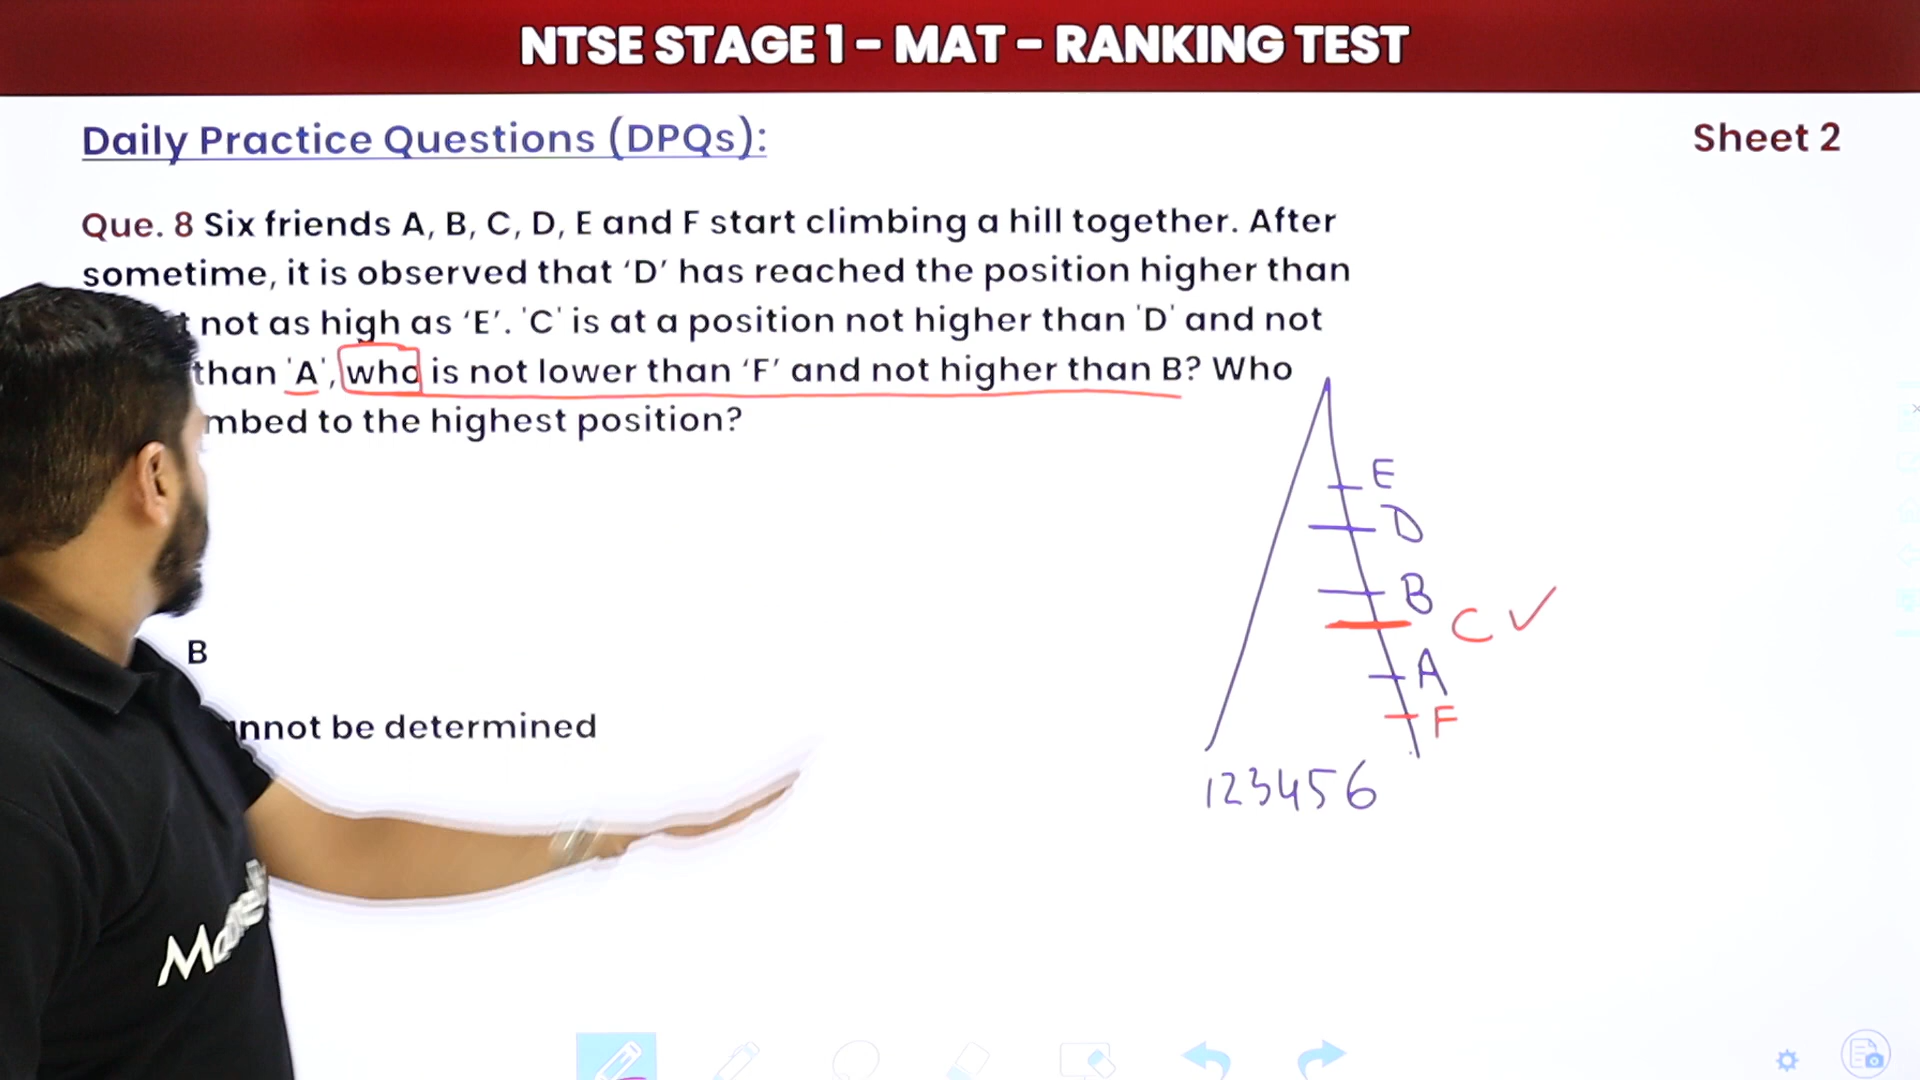 NTSE STAGE 1 – MAT – RANKING TEST
Daily Practice Questions (DPQs):
Sheet 2
Que. 8 Six friends A, B, C, D, E and F start climbing a hill together. After
sometime, it is observed that ‘D’ has reached the position higher than
not as high as ‘E’. 'C' is at a position not higher than 'D' and not
than 'A', who is not lower than ‘F’ and not higher than B? Who
mbed to the highest position?
E
D
B
C
A
F
123456
B
nnot be determined